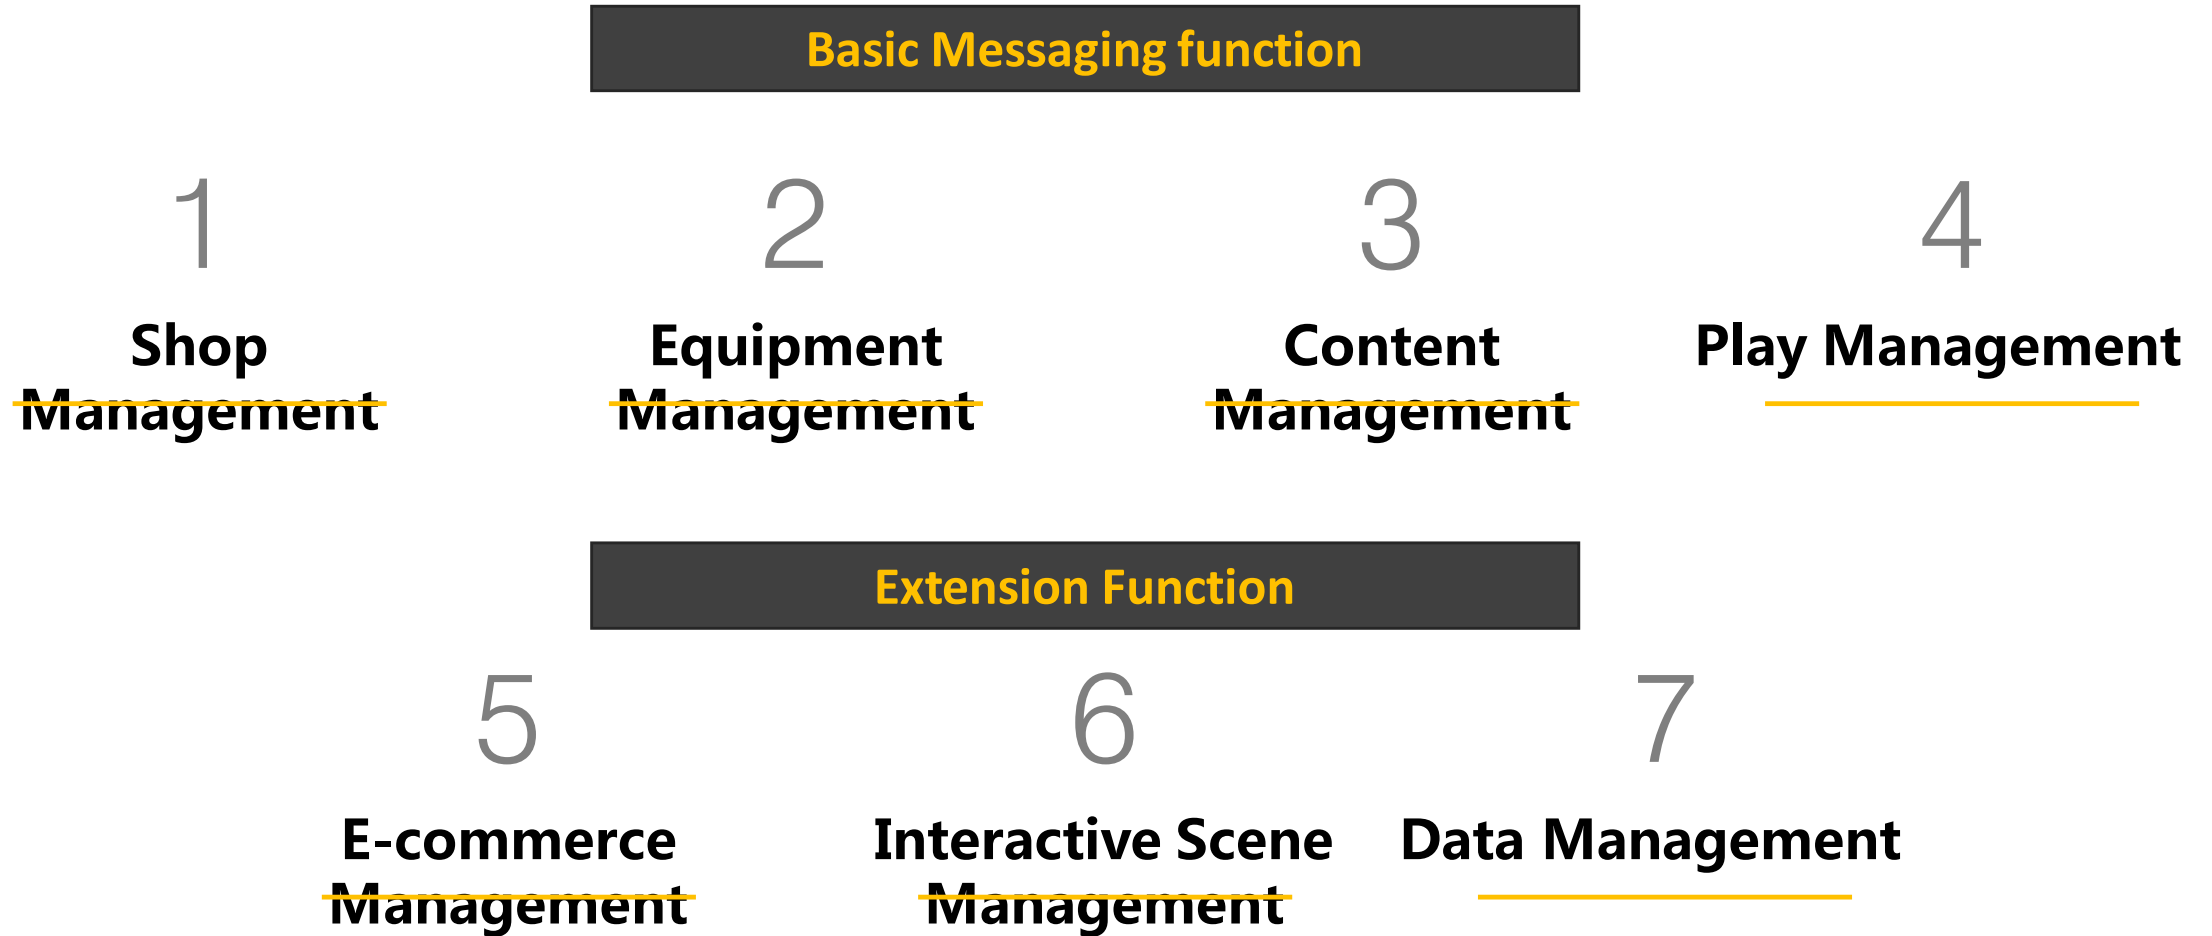 Basic Messaging function
1
2
3
4
Shop
Management
Equipment
Management
Content
Management
Play Management
Extension Function
5
6
7
E-commerce
Management
Interactive Scene
Management
Data Management